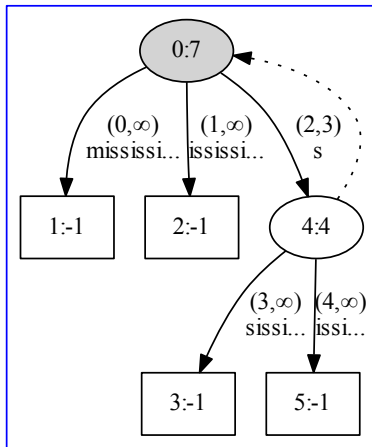 0:7
(0,∞)
mississi...
(1,∞)
ississi...
(2,3)
s
1:-1
2:-1
4:4
(3,∞)
sissi...
(4,∞)
issi...
3:-1
5:-1